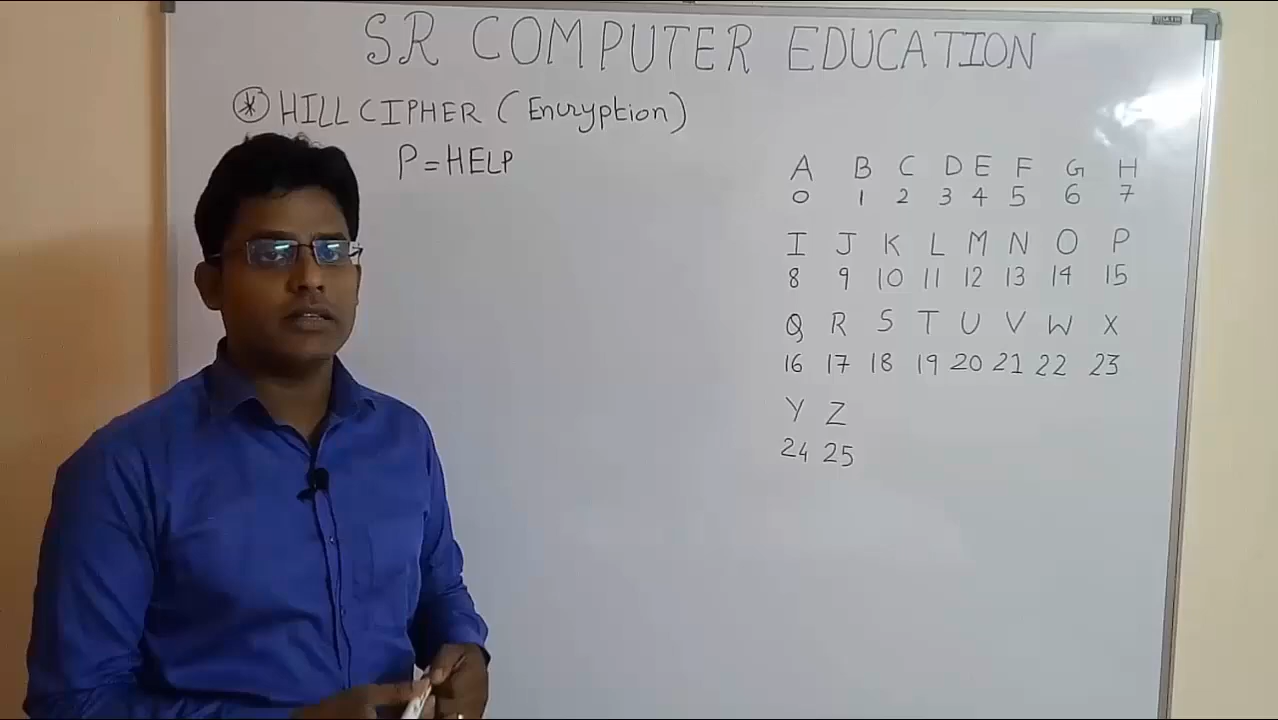 SR COMPUTER EDUCATION
* HILL CIPHER (Encryption)
P=HELP
A B C D E F G H
0 1 2 3 4 5 6 7
I J K L M N O P
8 9 10 11 12 13 14 15
Q R S T U V W X
16 17 18 19 20 21 22 23
Y Z
24 25